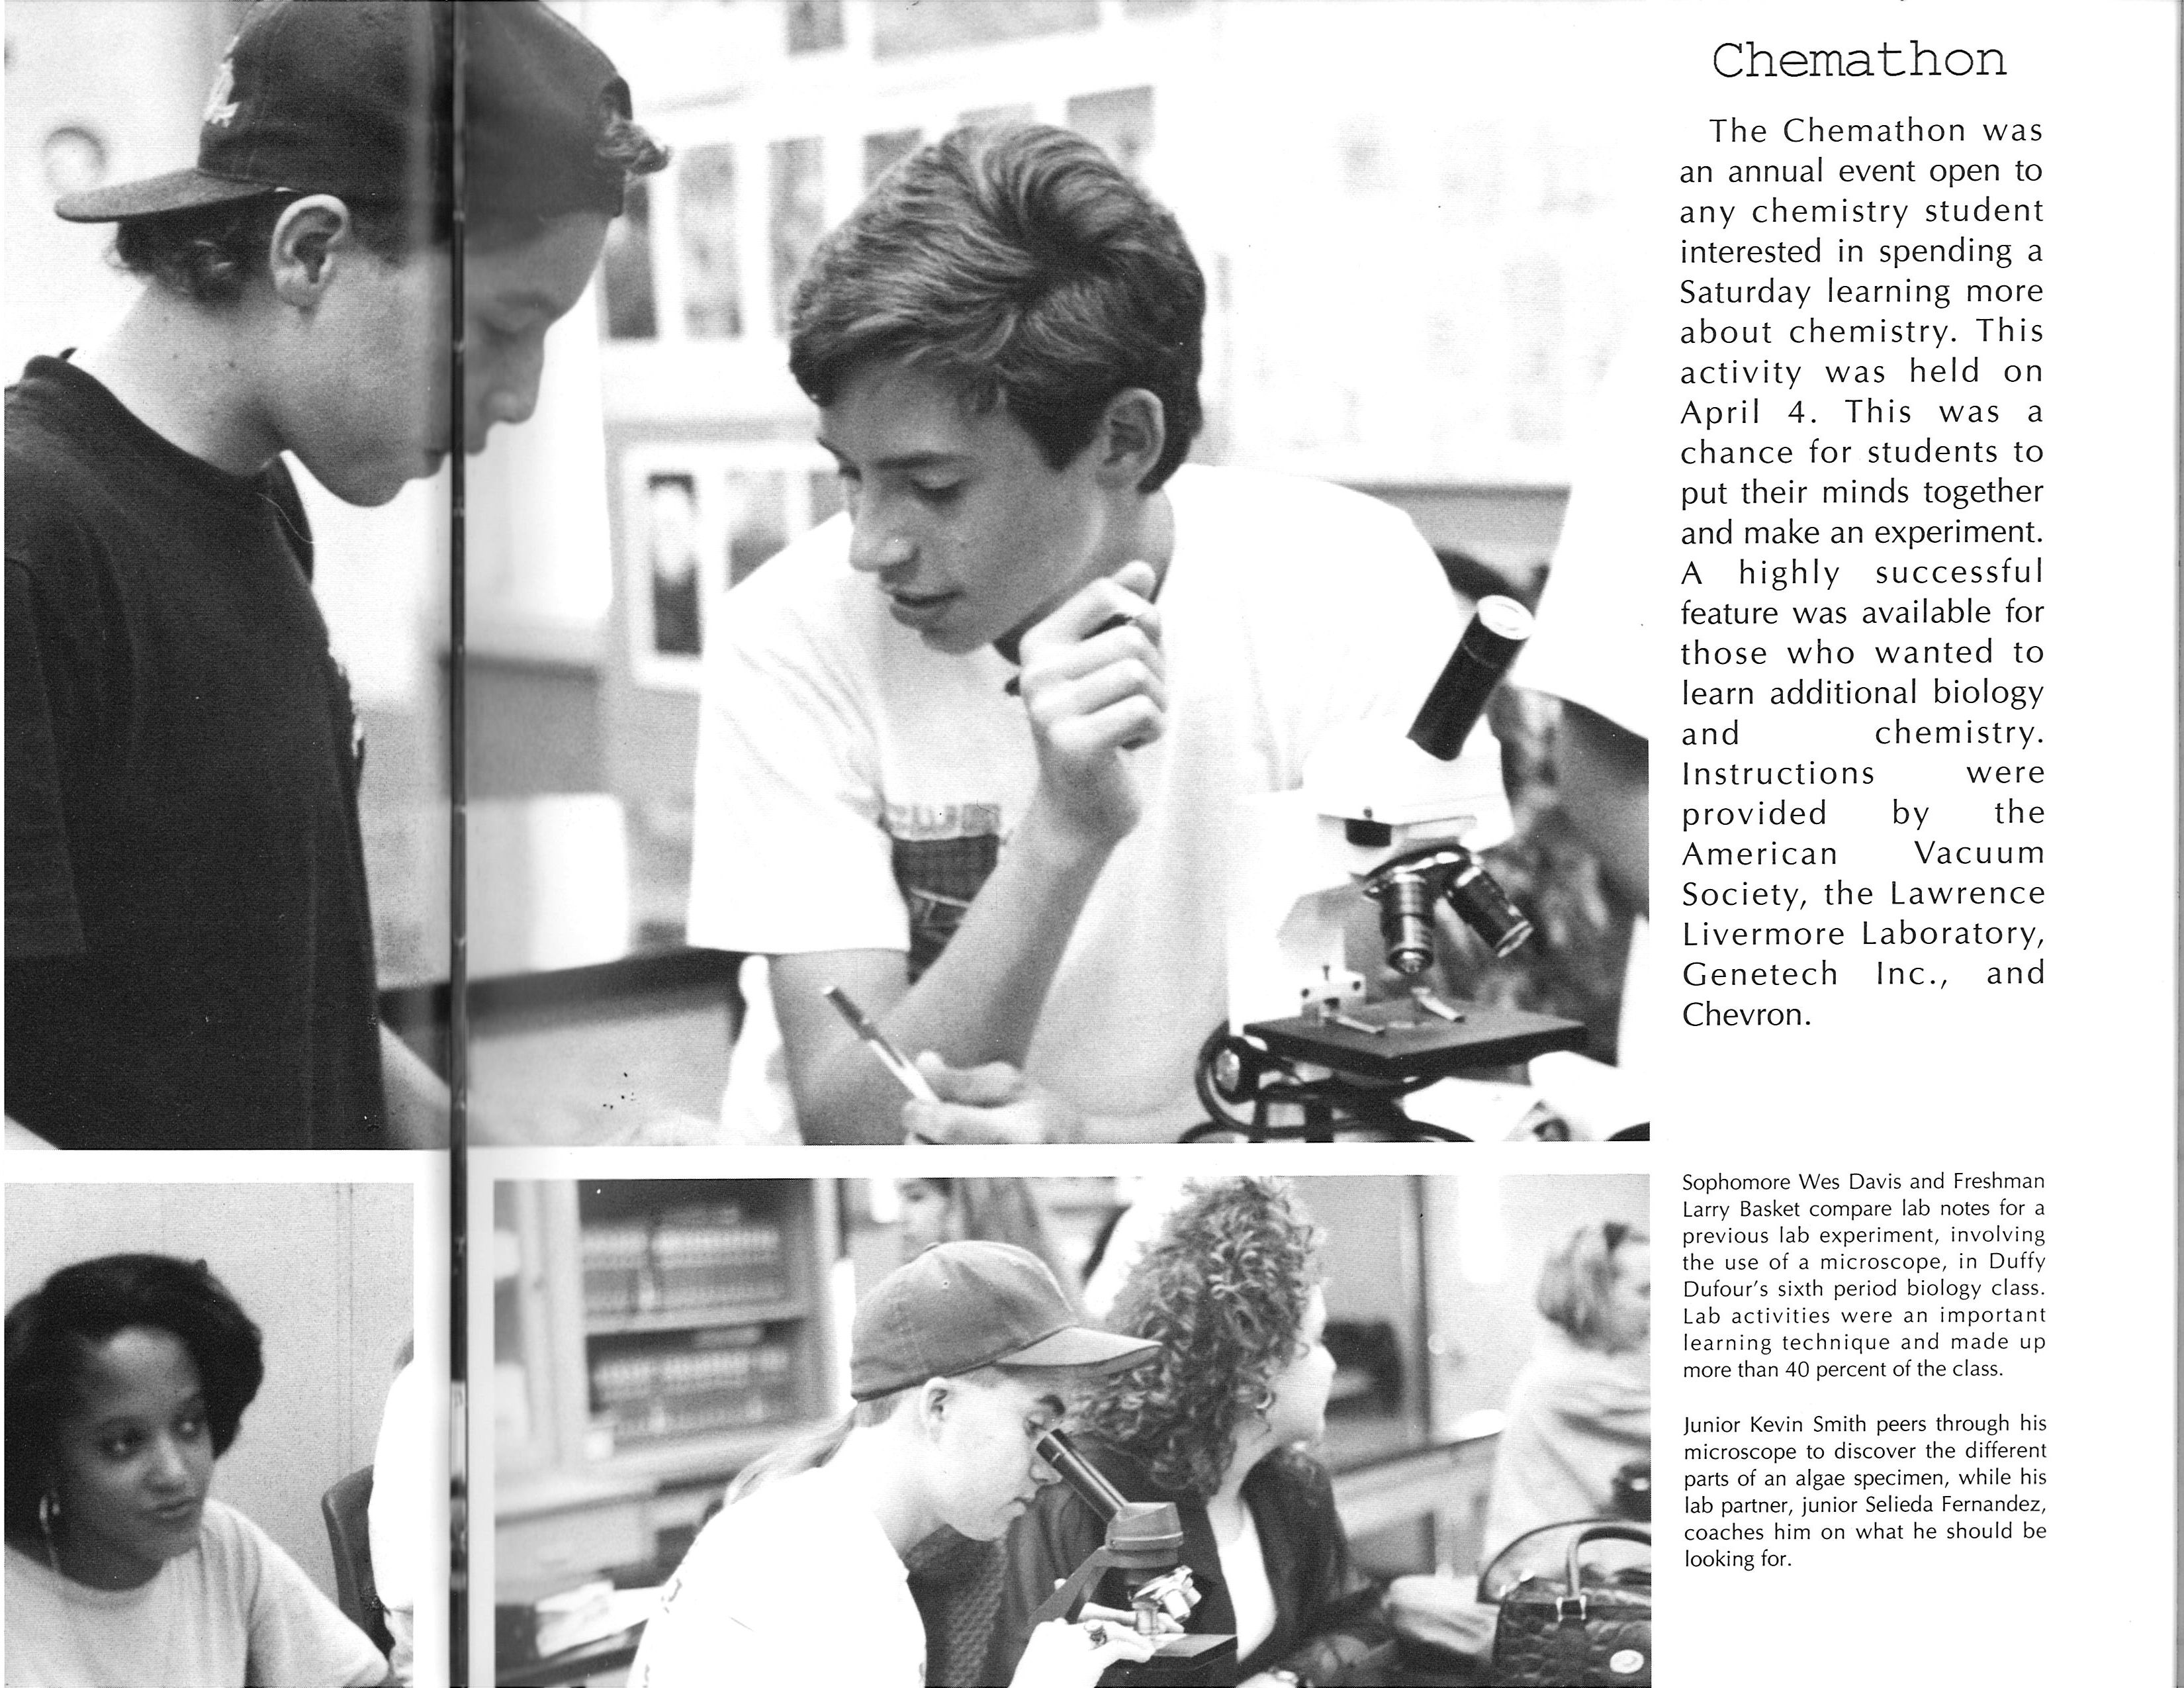 Chemathon
The Chemathon was
an annual event open to
any chemistry student
interested in spending a
Saturday learning more
about chemistry. This
activity was held on
April 4. This was a
chance for students to
put their minds together
and make an experiment.
A highly successful
feature was available for
those who wanted to
learn additional biology
and chemistry.
Instructions were
provided by the
American Vacuum
Society, the Lawrence
Livermore Laboratory,
Genetech Inc., and
Chevron.
Sophomore Wes Davis and Freshman
Larry Basket compare lab notes for a
previous lab experiment, involving
the use of a microscope, in Duffy
Dufour's sixth period biology class.
Lab activities were an important
learning technique and made up
more than 40 percent of the class.
Junior Kevin Smith peers through his
microscope to discover the different
parts of an algae specimen, while his
lab partner, junior Selieda Fernandez,
coaches him on what he should be
looking for.